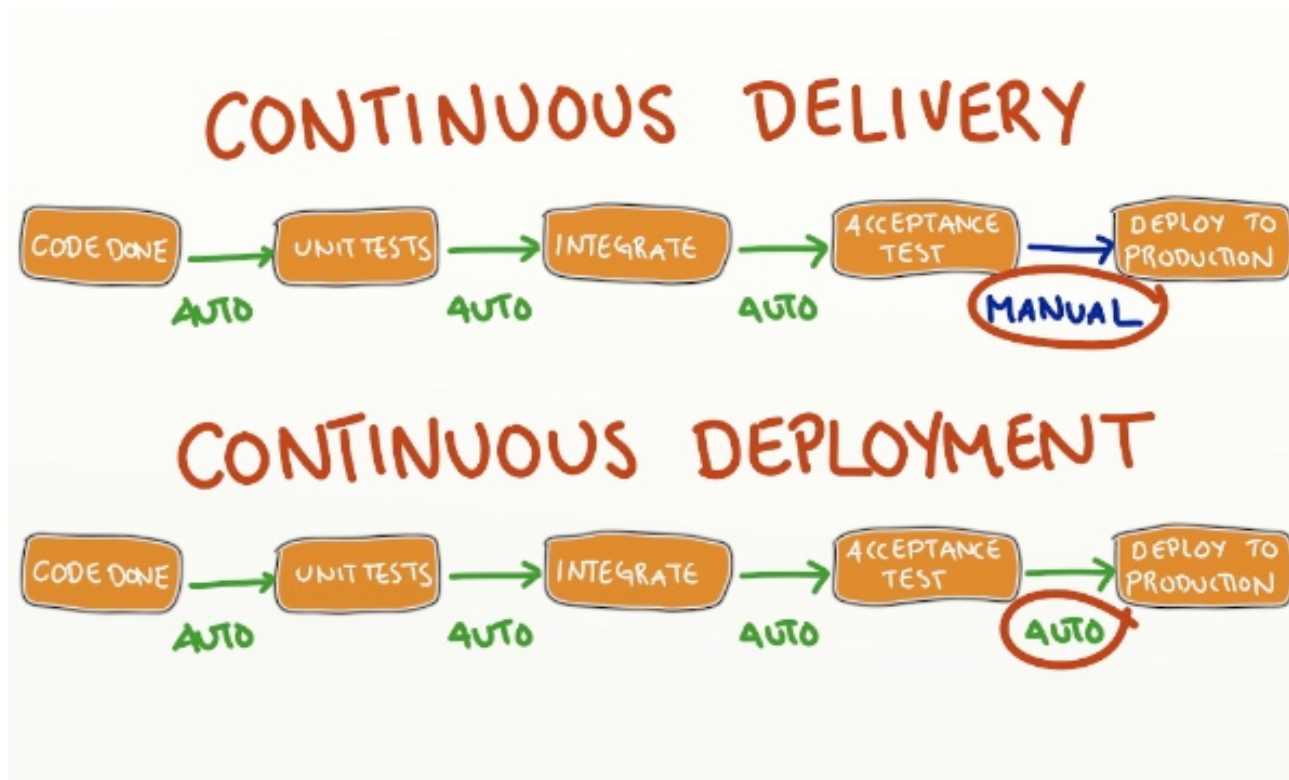 CONTINUOUS DELIVERY
CODE DONE
UNIT TESTS
INTEGRATE
ACCEPTANCE
TEST
DEPLOY TO
PRODUCTION
AUTO
AUTO
AUTO
MANUAL
CONTINUOUS DEPLOYMENT
CODE DONE
UNIT TESTS
INTEGRATE
ACCEPTANCE
TEST
DEPLOY TO
PRODUCTION
AUTO
AUTO
AUTO
AUTO